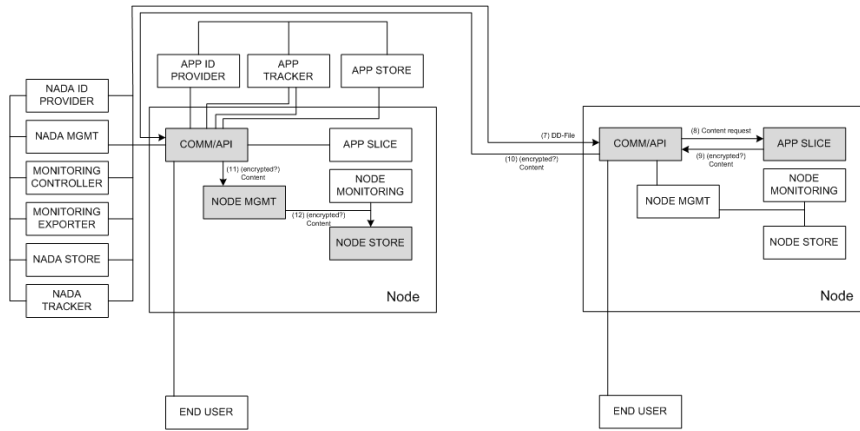 APP ID
PROVIDER
APP
TRACKER
APP STORE
NADA ID
PROVIDER
NADA MGMT
MONITORING
CONTROLLER
MONITORING
EXPORTER
NADA STORE
NADA
TRACKER
COMM/API
APP SLICE
(11) (encrypted?)
Content
NODE
MONITORING
NODE MGMT
(12) (encrypted?)
Content
NODE STORE
Node
END USER
(7) DD-File
(10) (encrypted?)
Content
COMM/API
(8) Content request
(9) (encrypted?)
Content
APP SLICE
NODE
MONITORING
NODE MGMT
NODE STORE
Node
END USER